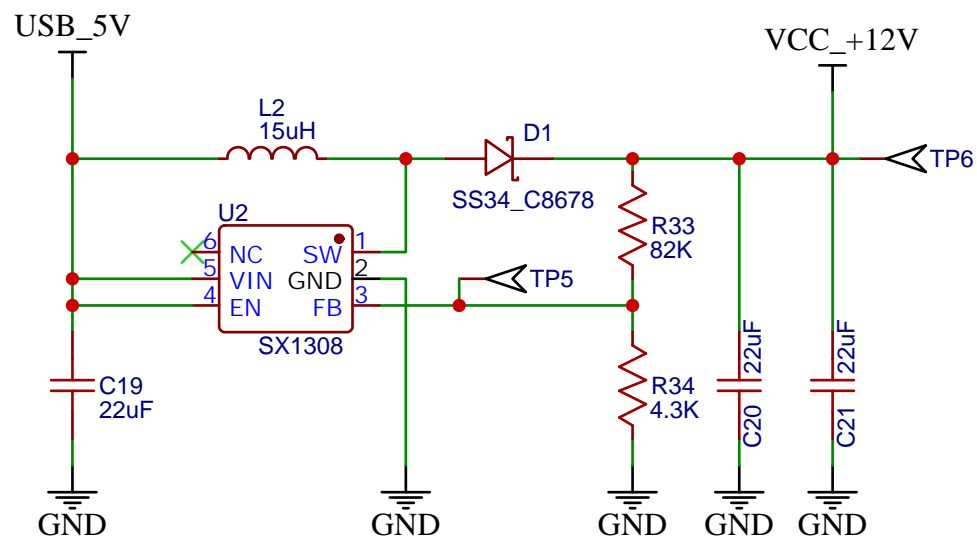 USB_5V
VCC_+12V
L2
15uH
D1
SS34_C8678
TP6
U2
6 NC SW 1
5 VIN GND 2
4 EN FB 3
SX1308
TP5
R33
82K
C19
22uF
R34
4.3K
22uF
C20
22uF
C21
GND
GND
GND
GND
GND